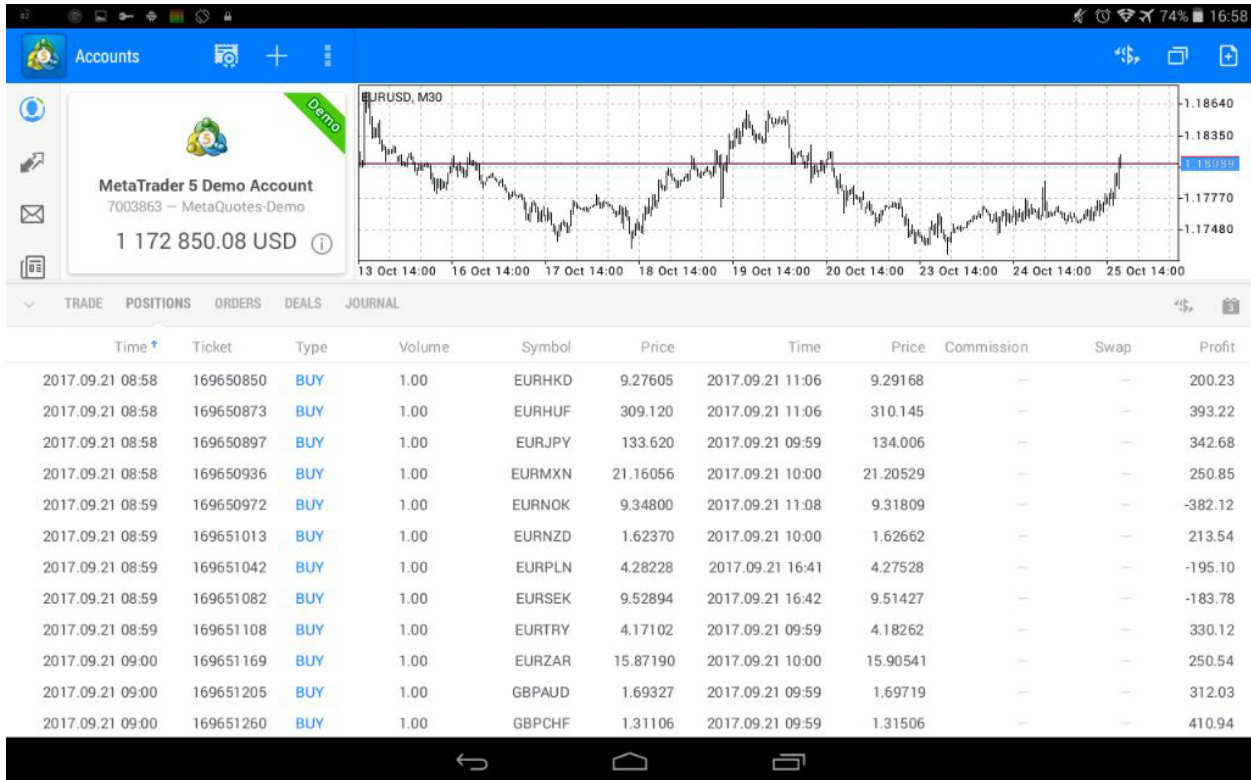 74% 16:58
Accounts
Demo
MetaTrader 5 Demo Account
7003863 — MetaQuotes-Demo
1 172 850.08 USD
EURUSD, M30
1.18640
1.18350
1.18089
1.17770
1.17480
13 Oct 14:00 16 Oct 14:00 17 Oct 14:00 18 Oct 14:00 19 Oct 14:00 20 Oct 14:00 23 Oct 14:00 24 Oct 14:00 25 Oct 14:00
TRADE POSITIONS ORDERS DEALS JOURNAL
Time Ticket Type Volume Symbol Price Time Price Commission Swap Profit
2017.09.21 08:58 169650850 BUY 1.00 EURHKD 9.27605 2017.09.21 11:06 9.29168 — — 200.23
2017.09.21 08:58 169650873 BUY 1.00 EURHUF 309.120 2017.09.21 11:06 310.145 — — 393.22
2017.09.21 08:58 169650897 BUY 1.00 EURJPY 133.620 2017.09.21 09:59 134.006 — — 342.68
2017.09.21 08:58 169650936 BUY 1.00 EURMXN 21.16056 2017.09.21 10:00 21.20529 — — 250.85
2017.09.21 08:59 169650972 BUY 1.00 EURNOK 9.34800 2017.09.21 11:08 9.31809 — — -382.12
2017.09.21 08:59 169651013 BUY 1.00 EURNZD 1.62370 2017.09.21 10:00 1.62662 — — 213.54
2017.09.21 08:59 169651042 BUY 1.00 EURPLN 4.28228 2017.09.21 16:41 4.27528 — — -195.10
2017.09.21 08:59 169651082 BUY 1.00 EURSEK 9.52894 2017.09.21 16:42 9.51427 — — -183.78
2017.09.21 08:59 169651108 BUY 1.00 EURTRY 4.17102 2017.09.21 09:59 4.18262 — — 330.12
2017.09.21 09:00 169651169 BUY 1.00 EURZAR 15.87190 2017.09.21 10:00 15.90541 — — 250.54
2017.09.21 09:00 169651205 BUY 1.00 GBPAUD 1.69327 2017.09.21 09:59 1.69719 — — 312.03
2017.09.21 09:00 169651260 BUY 1.00 GBPCHF 1.31106 2017.09.21 09:59 1.31506 — — 410.94